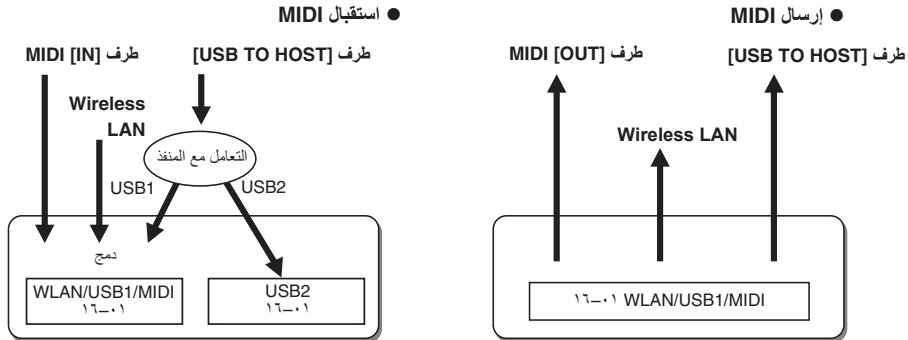 ● إرسال MIDI
طرف [USB TO HOST]
طرف MIDI [OUT]
Wireless LAN
٠١–١٦ WLAN/USB1/MIDI
● استقبال MIDI
طرف [USB TO HOST]
طرف MIDI [IN]
Wireless
LAN
التعامل مع المنفذ
USB1
USB2
دمج
WLAN/USB1/MIDI
٠١–١٦
USB2
٠١–١٦